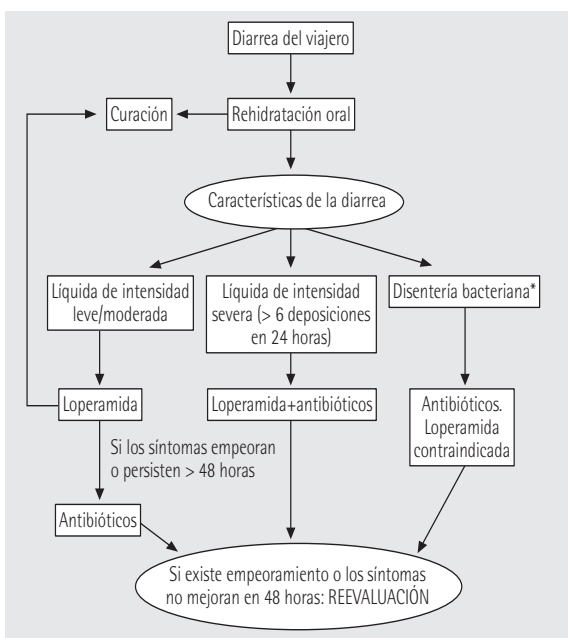 Diarrea del viajero
Curación
Rehidratación oral
Características de la diarrea
Líquida de intensidad
leve/moderada
Líquida de intensidad
severa (> 6 deposiciones
en 24 horas)
Disentería bacteriana*
Loperamida
Loperamida+antibióticos
Antibióticos.
Loperamida
contraindicada
Si los síntomas empeoran
o persisten > 48 horas
Antibióticos
Si existe empeoramiento o los síntomas
no mejoran en 48 horas: REEVALUACIÓN